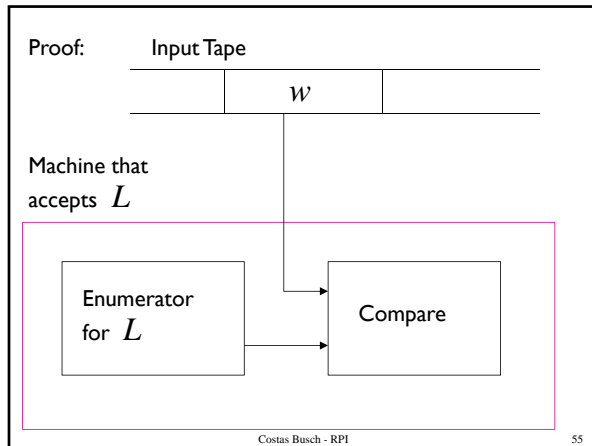 Proof: Input Tape
w
Machine that
accepts L
Enumerator
for L
Compare
Costas Busch - RPI 55